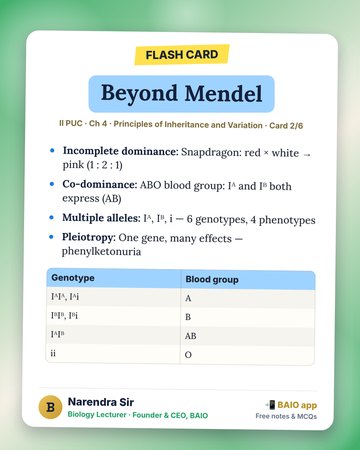 FLASH CARD
Beyond Mendel
II PUC · Ch 4 · Principles of Inheritance and Variation · Card 2/6
• Incomplete dominance: Snapdragon: red × white →
pink (1 : 2 : 1)
• Co-dominance: ABO blood group: Iᴬ and Iᴮ both
express (AB)
• Multiple alleles: Iᴬ, Iᴮ, i — 6 genotypes, 4 phenotypes
• Pleiotropy: One gene, many effects —
phenylketonuria
Genotype Blood group
IᴬIᴬ, Iᴬi A
IᴮIᴮ, Iᴮi B
IᴬIᴮ AB
ii O
B
Narendra Sir
Biology Lecturer · Founder & CEO, BAIO
📲 BAIO app
Free notes & MCQs